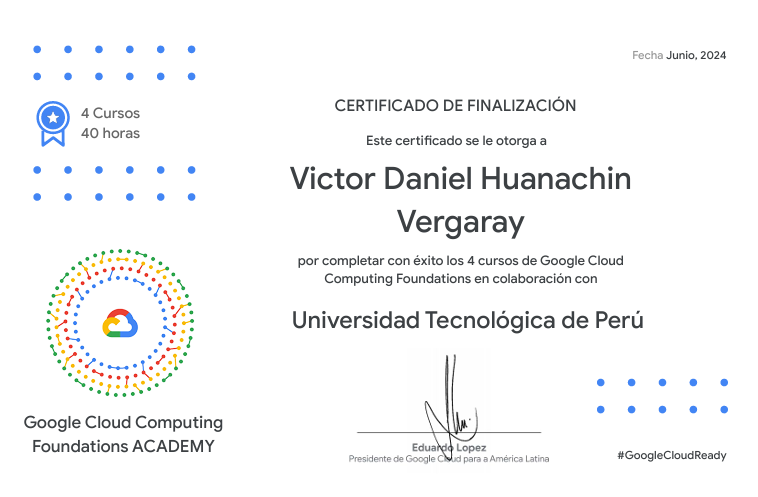 Fecha Junio, 2024
4 Cursos
40 horas
CERTIFICADO DE FINALIZACIÓN
Este certificado se le otorga a
Victor Daniel Huanachin
Vergaray
por completar con éxito los 4 cursos de Google Cloud
Computing Foundations en colaboración con
Universidad Tecnológica de Perú
Google Cloud Computing
Foundations ACADEMY
Eduardo Lopez
Presidente de Google Cloud para a América Latina
#GoogleCloudReady